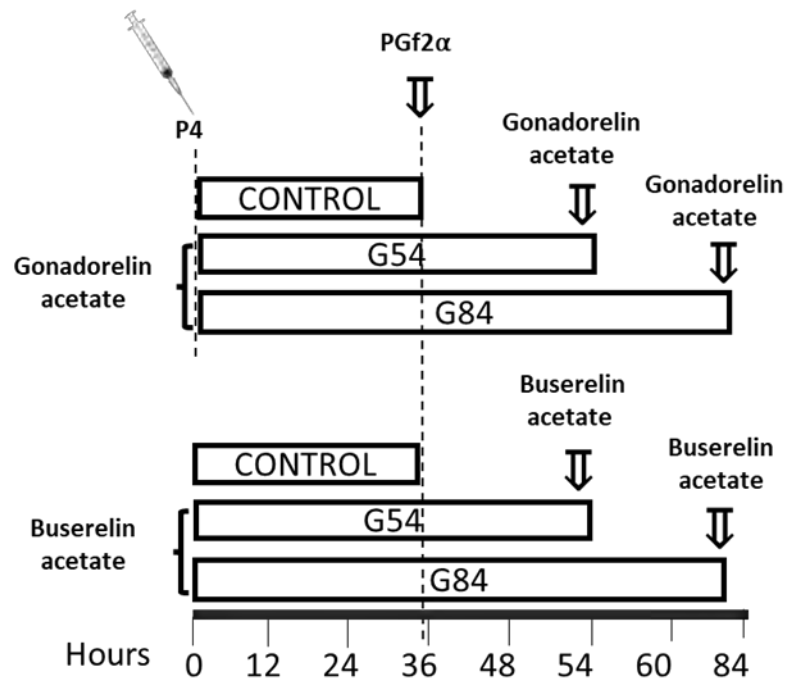 PGf2α
P4
Gonadorelin
acetate
Gonadorelin
acetate
CONTROL
G54
G84
Gonadorelin
acetate
Buserelin
acetate
Buserelin
acetate
CONTROL
G54
G84
Buserelin
acetate
Hours 0 12 24 36 48 54 60 84